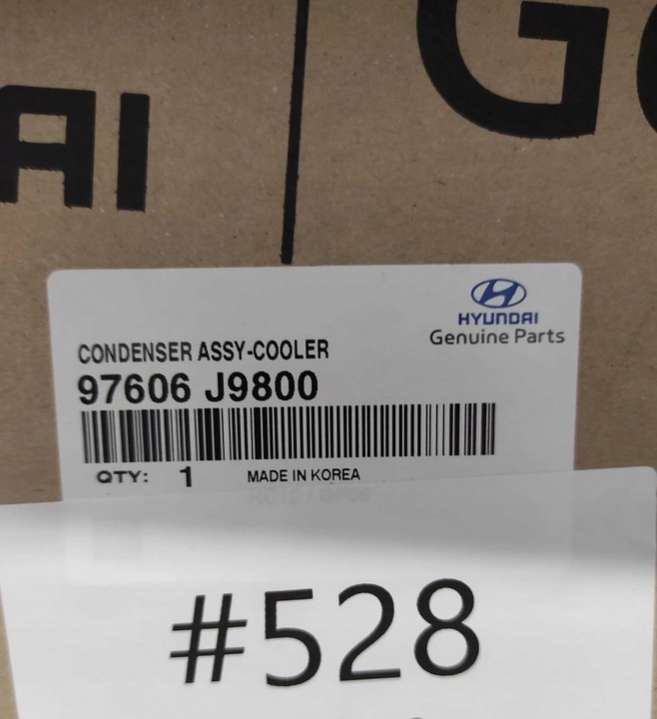 AI
G
HYUNDAI
Genuine Parts
CONDENSER ASSY-COOLER
97606 J9800
QTY: 1 MADE IN KOREA
#528